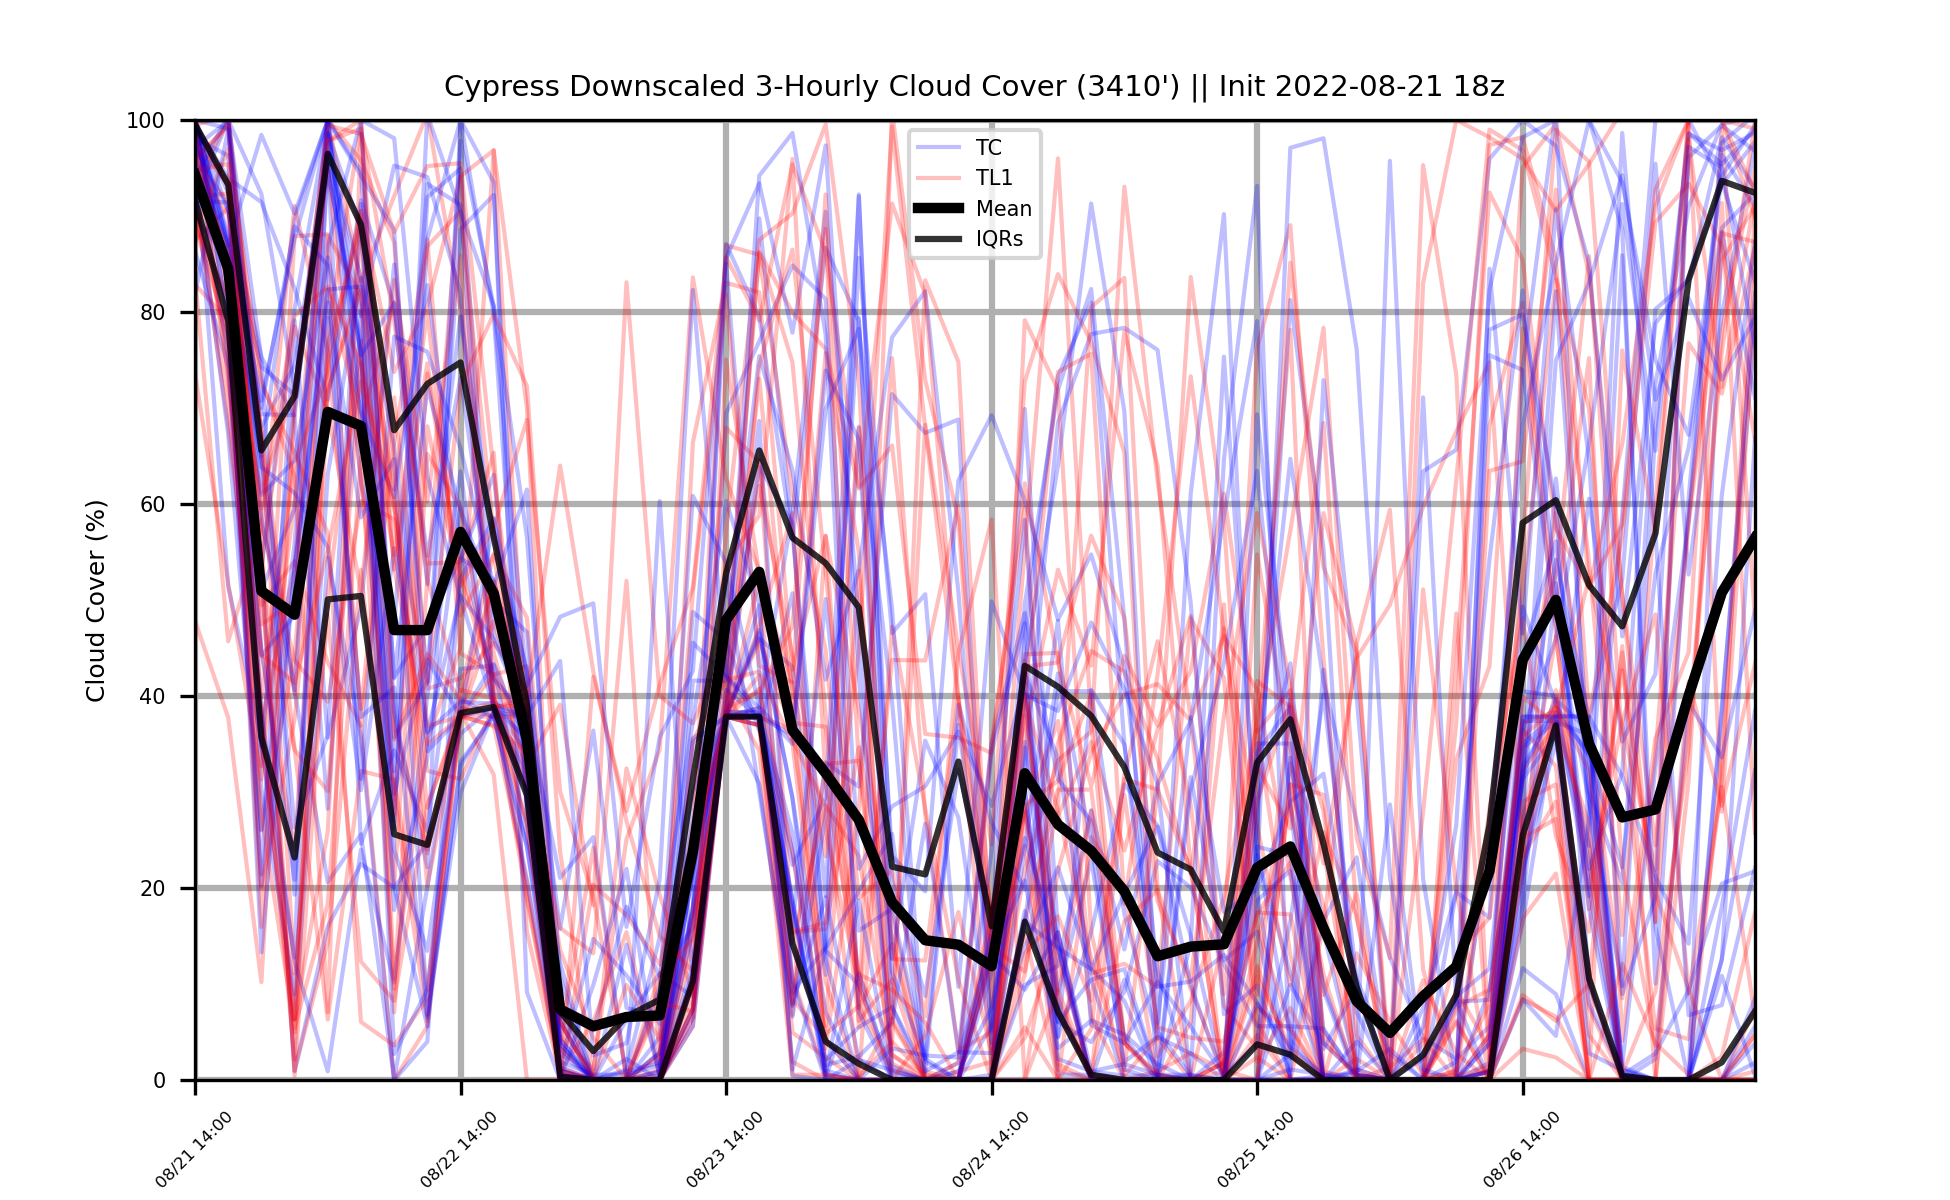 Cypress Downscaled 3-Hourly Cloud Cover (3410') || Init 2022-08-21 18z
100
80
60
40
20
0
Cloud Cover (%)
TC
TL1
Mean
IQRs
08/21 14:00
08/22 14:00
08/23 14:00
08/24 14:00
08/25 14:00
08/26 14:00